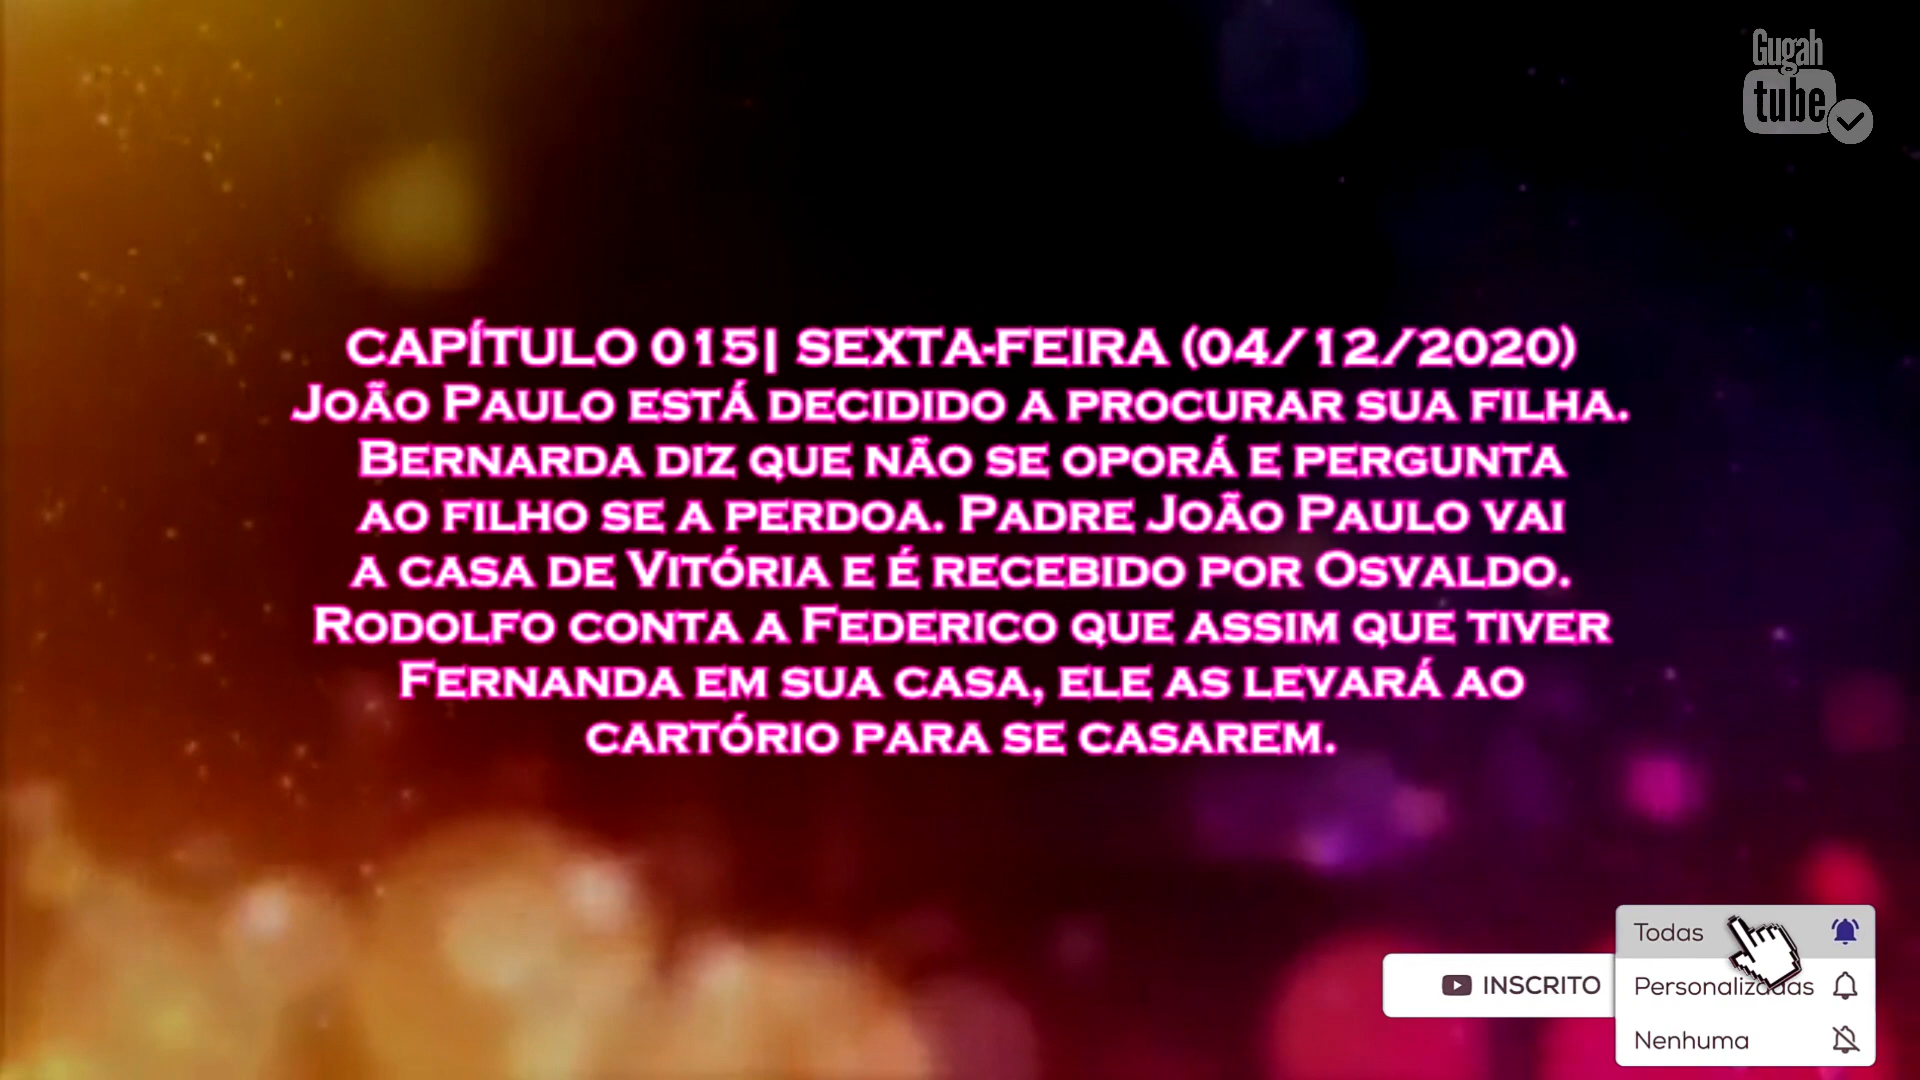 Gugah
tube
CAPÍTULO 015| SEXTA-FEIRA (04/12/2020)
JOÃO PAULO ESTÁ DECIDIDO A PROCURAR SUA FILHA.
BERNARDA DIZ QUE NÃO SE OPORÁ E PERGUNTA
AO FILHO SE A PERDOA. PADRE JOÃO PAULO VAI
A CASA DE VITÓRIA E É RECEBIDO POR OSVALDO.
RODOLFO CONTA A FEDERICO QUE ASSIM QUE TIVER
FERNANDA EM SUA CASA, ELE AS LEVARÁ AO
CARTÓRIO PARA SE CASAREM.
Todas
INSCRITO
Personalizadas
Nenhuma